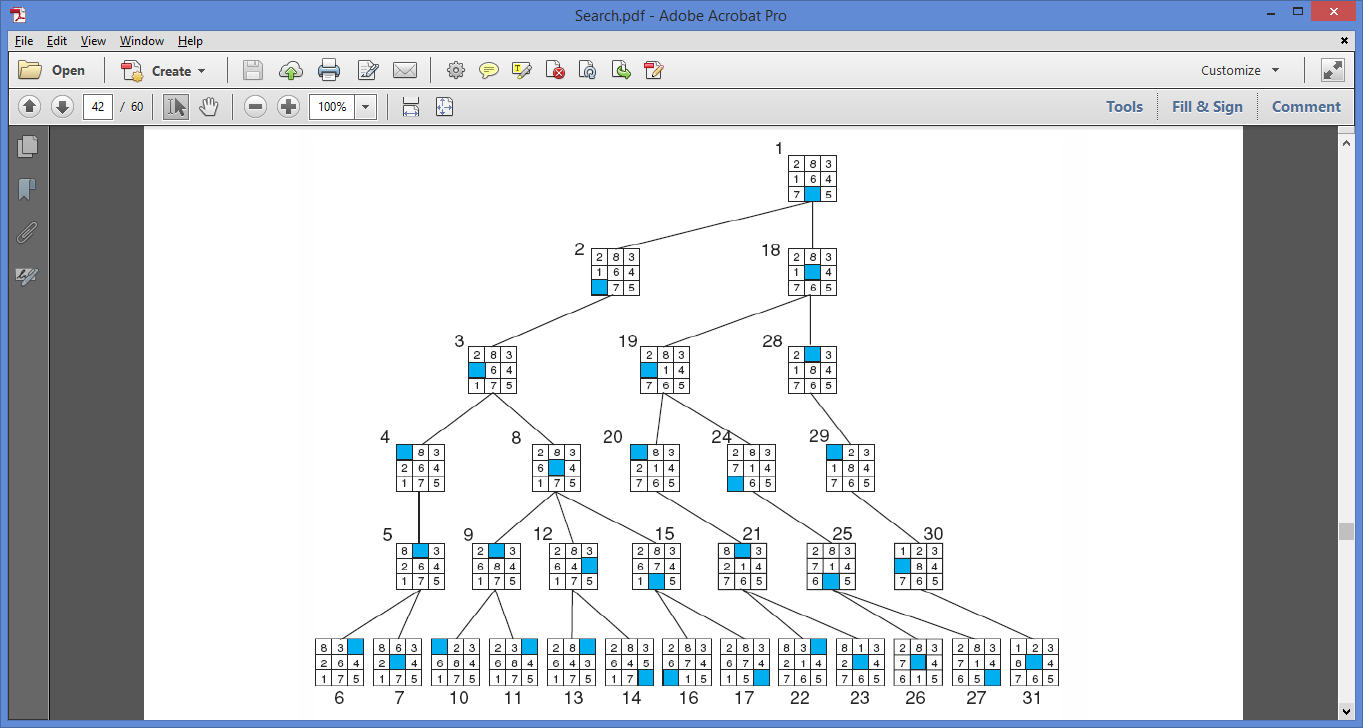 Search.pdf - Adobe Acrobat Pro
File Edit View Window Help
Open Create Customize
42 / 60 100% Tools Fill & Sign Comment
1
2 8 3
1 6 4
7 5
2
2 8 3
1 6 4
7 5
18
2 8 3
1 4
7 6 5
3
2 8 3
6 4
1 7 5
19
2 8 3
1 4
7 6 5
28
2 3
1 8 4
7 6 5
4
8 3
2 6 4
1 7 5
8
2 8 3
6 4
1 7 5
20
8 3
2 1 4
7 6 5
24
2 8 3
7 1 4
6 5
29
2 3
1 8 4
7 6 5
5
8 3
2 6 4
1 7 5
9
2 3
6 8 4
1 7 5
12
2 8 3
6 4
1 7 5
15
2 8 3
6 7 4
1 5
21
8 3
2 1 4
7 6 5
25
2 8 3
7 1 4
6 5
30
1 2 3
8 4
7 6 5
8 3
2 6 4
1 7 5
6
8 6 3
2 4
1 7 5
7
2 3
6 8 4
1 7 5
10
2 3
6 8 4
1 7 5
11
2 8
6 4 3
1 7 5
13
2 8 3
6 4 5
1 7
14
2 8 3
6 7 4
1 5
16
2 8 3
6 7 4
1 5
17
8 3
2 1 4
7 6 5
22
8 1 3
2 4
7 6 5
23
2 8 3
7 4
6 1 5
26
2 8 3
7 1 4
6 5
27
1 2 3
8 4
7 6 5
31